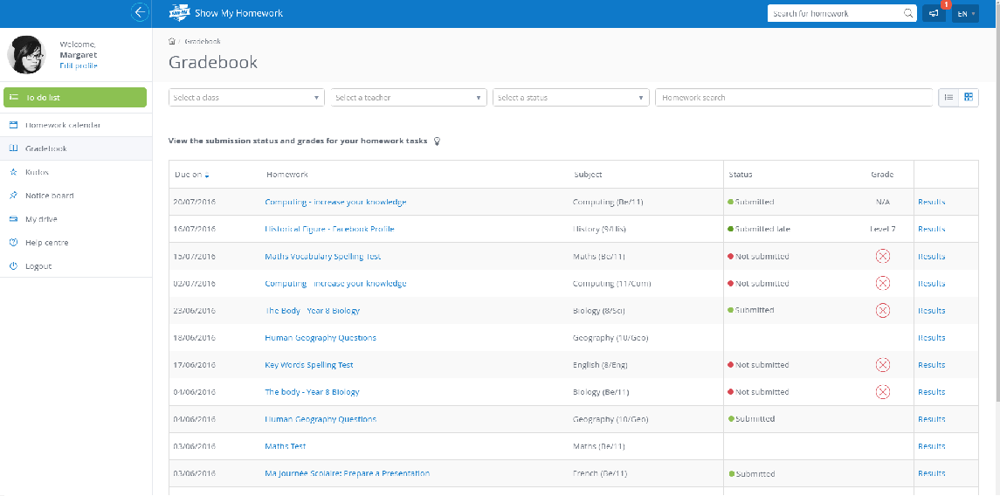 Show My Homework
Search for homework
1
EN
Welcome,
Margaret
Edit profile
To do list
Homework calendar
Gradebook
Kudos
Notice board
My drive
Help centre
Logout
/ Gradebook
Gradebook
Select a class
Select a teacher
Select a status
Homework search
View the submission status and grades for your homework tasks
Due on Homework Subject Status Grade
20/07/2016 Computing - increase your knowledge Computing (Be/11) Submitted N/A Results
16/07/2016 Historical Figure - Facebook Profile History (9/His) Submitted late Level 7 Results
15/07/2016 Maths Vocabulary Spelling Test Maths (Be/11) Not submitted Results
02/07/2016 Computing - increase your knowledge Computing (11/Com) Not submitted Results
23/06/2016 The Body - Year 8 Biology Biology (8/Sci) Submitted Results
18/06/2016 Human Geography Questions Geography (10/Geo) Results
17/06/2016 Key Words Spelling Test English (8/Eng) Not submitted Results
04/06/2016 The body - Year 8 Biology Biology (Be/11) Not submitted Results
04/06/2016 Human Geography Questions Geography (10/Geo) Submitted Results
03/06/2016 Maths Test Maths (Be/11) Results
03/06/2016 Ma Journée Scolaire: Prepare a Presentation French (Be/11) Submitted Results